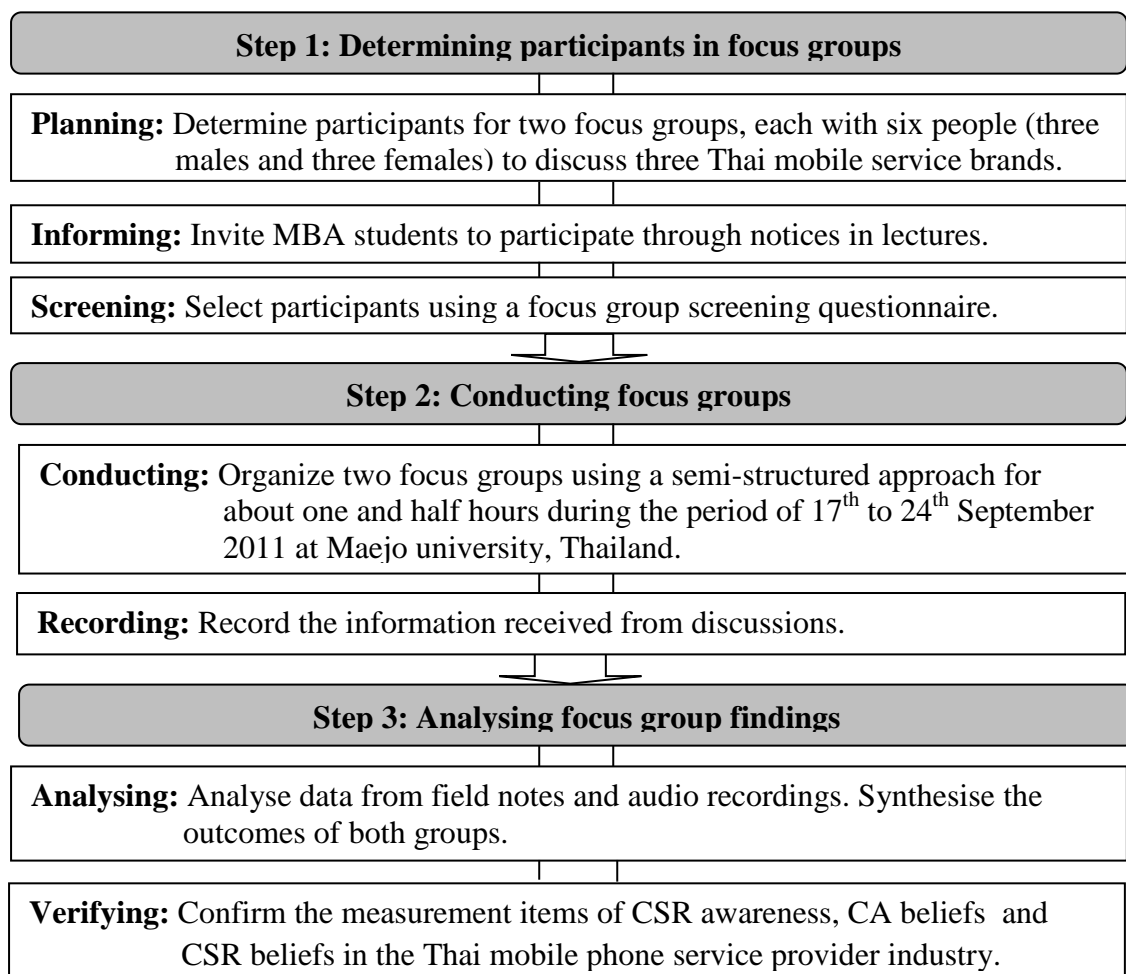 Step 1: Determining participants in focus groups
Planning: Determine participants for two focus groups, each with six people (three
males and three females) to discuss three Thai mobile service brands.
Informing: Invite MBA students to participate through notices in lectures.
Screening: Select participants using a focus group screening questionnaire.
Step 2: Conducting focus groups
Conducting: Organize two focus groups using a semi-structured approach for
about one and half hours during the period of 17th to 24th September
2011 at Maejo university, Thailand.
Recording: Record the information received from discussions.
Step 3: Analysing focus group findings
Analysing: Analyse data from field notes and audio recordings. Synthesise the
outcomes of both groups.
Verifying: Confirm the measurement items of CSR awareness, CA beliefs and
CSR beliefs in the Thai mobile phone service provider industry.